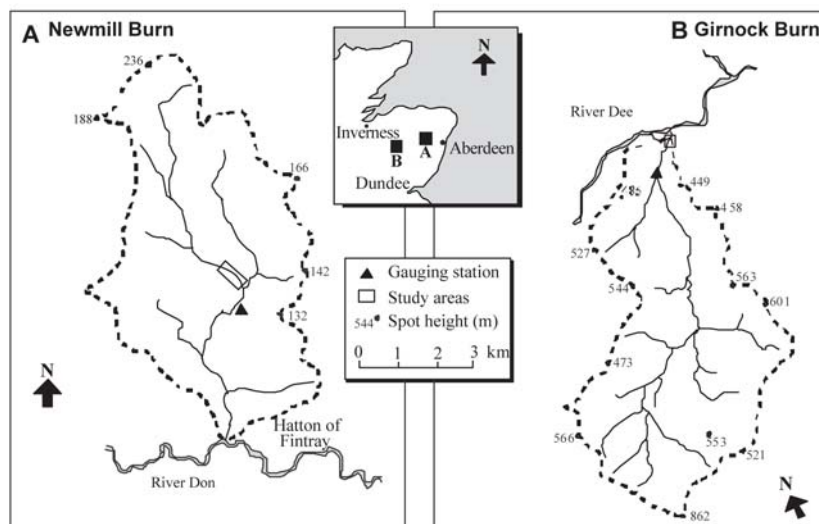 A Newmill Burn
236
188
166
142
132
N
Hatton of
Fintray
River Don
N
Inverness
B
A
Aberdeen
Dundee
Gauging station
Study areas
544 Spot height (m)
0 1 2 3 km
B Girnock Burn
River Dee
449
458
527
563
544
601
473
566
553
521
862
N